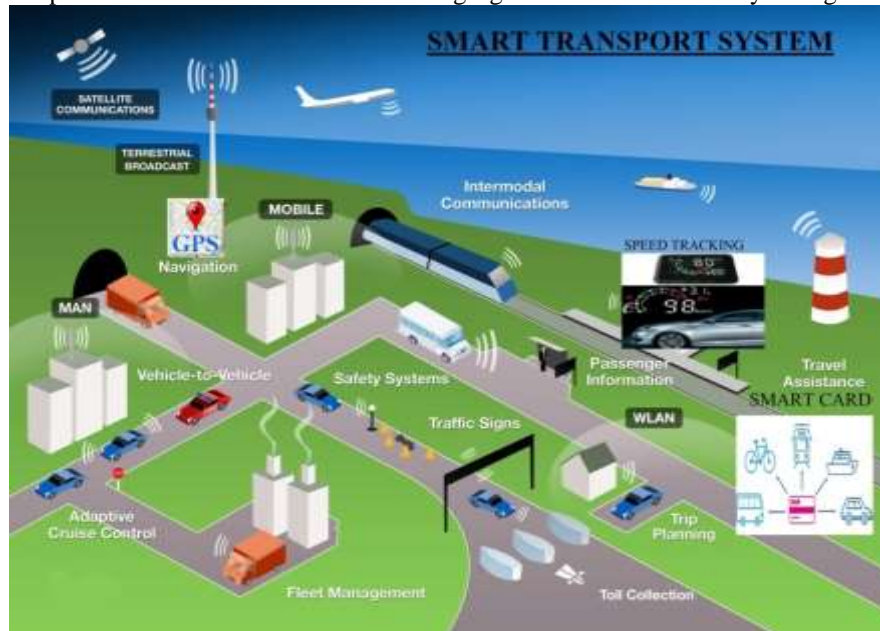 SMART TRANSPORT SYSTEM
SATELLITE
COMMUNICATIONS
TERRESTRIAL
BROADCAST
GPS
Navigation
MOBILE
Intermodal
Communications
SPEED TRACKING
80
98
MAN
Vehicle-to-Vehicle
Safety Systems
Passenger
Information
Travel
Assistance
SMART CARD
Traffic Signs
WLAN
Adaptive
Cruise Control
Trip
Planning
Fleet Management
Toll Collection